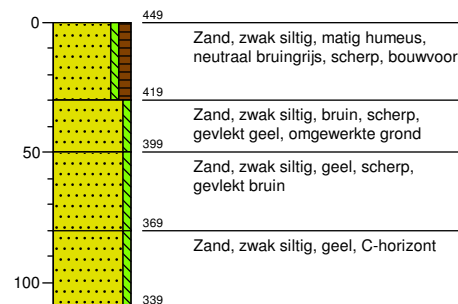 0
449
Zand, zwak siltig, matig humeus,
neutraal bruingrijs, scherp, bouwvoor
419
Zand, zwak siltig, bruin, scherp,
gevlekt geel, omgewerkte grond
399
50
Zand, zwak siltig, geel, scherp,
gevlekt bruin
369
Zand, zwak siltig, geel, C-horizont
100
339